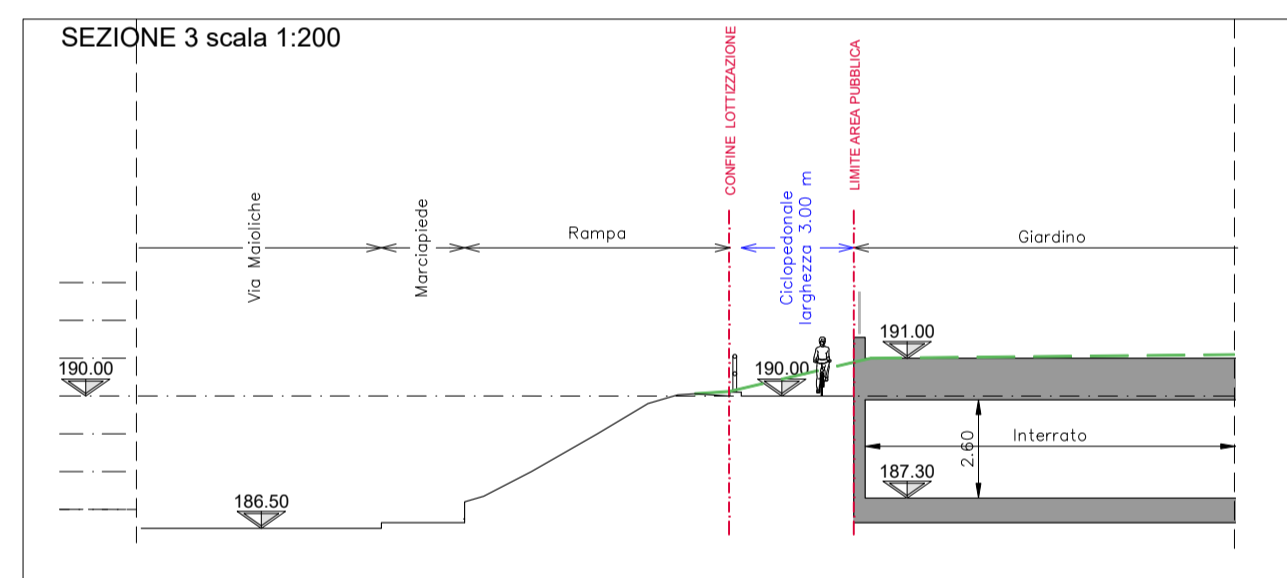 SEZIONE 3 scala 1:200
CONFINE LOTTIZZAZIONE
LIMITE AREA PUBBLICA
Via Maioliche
Marciapiede
Rampa
Ciclopedonale
larghezza 3.00 m
Giardino
190.00
190.00
191.00
2.60
Interrato
187.30
186.50